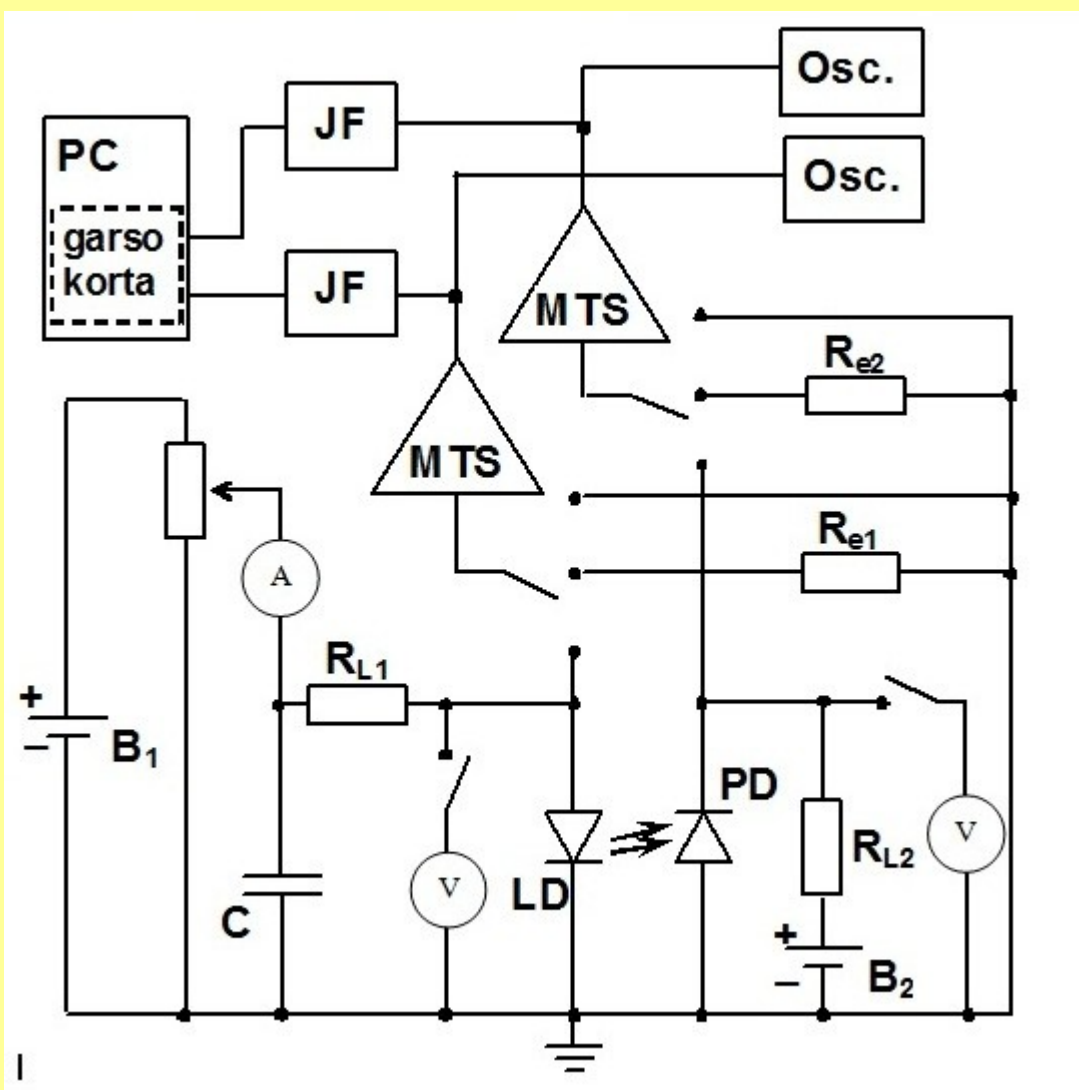 Osc.
JF
PC
Osc.
garso
korta
JF
MTS
Re2
MTS
Re1
A
RL1
+
–
B1
PD
V
RL2
V
LD
C
+
–
B2